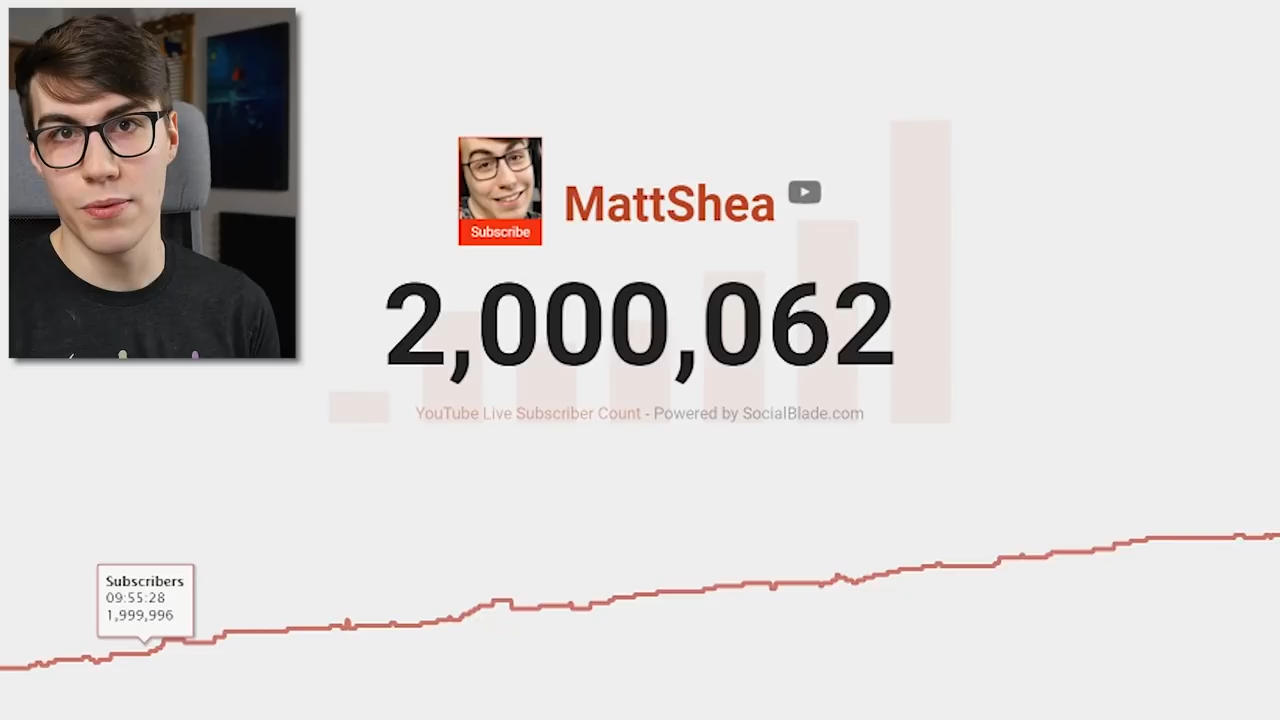 Subscribe
MattShea
2,000,062
YouTube Live Subscriber Count - Powered by SocialBlade.com
Subscribers
09:55:28
1,999,996